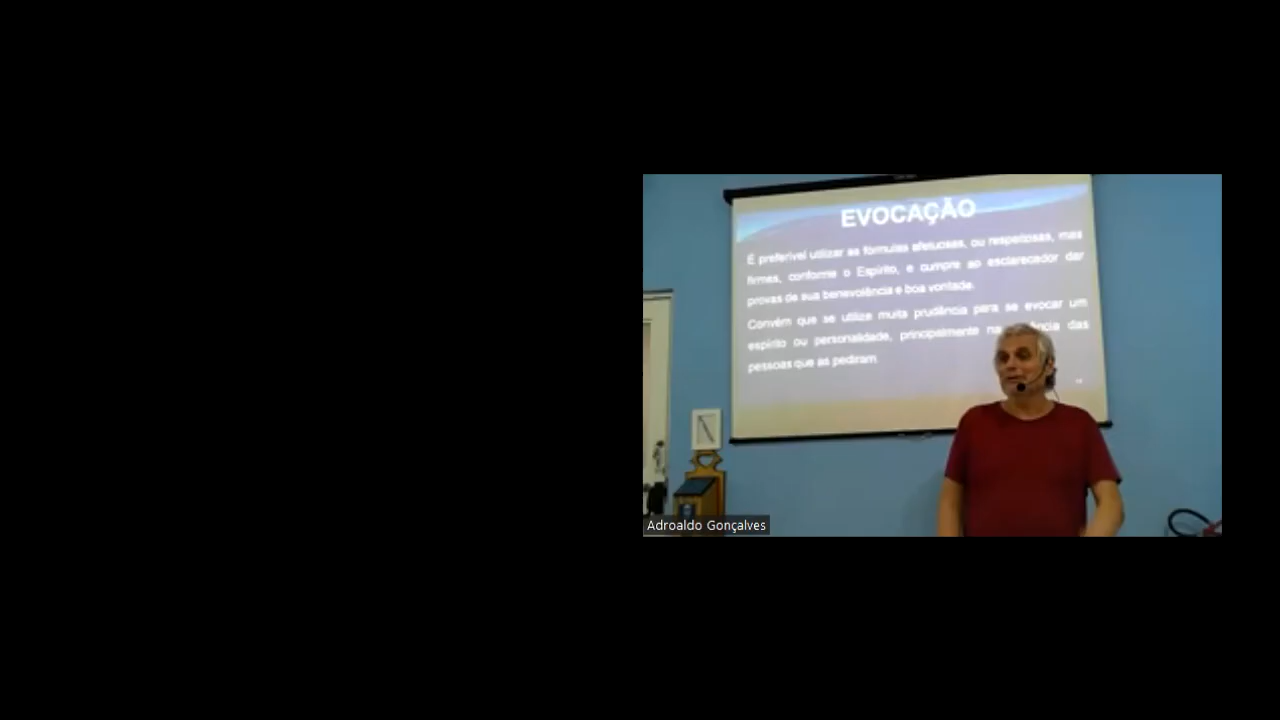 EVOCAÇÃO
É preferível utilizar as fórmulas afetuosas, ou respeitosas, mas
firmes, conforme o Espírito, e cumpre ao esclarecedor dar
provas de sua benevolência e boa vontade.
Convém que se utilize muita prudência para se evocar um
espírito ou personalidade, principalmente na das
pessoas que as pediram.
Adroaldo Gonçalves